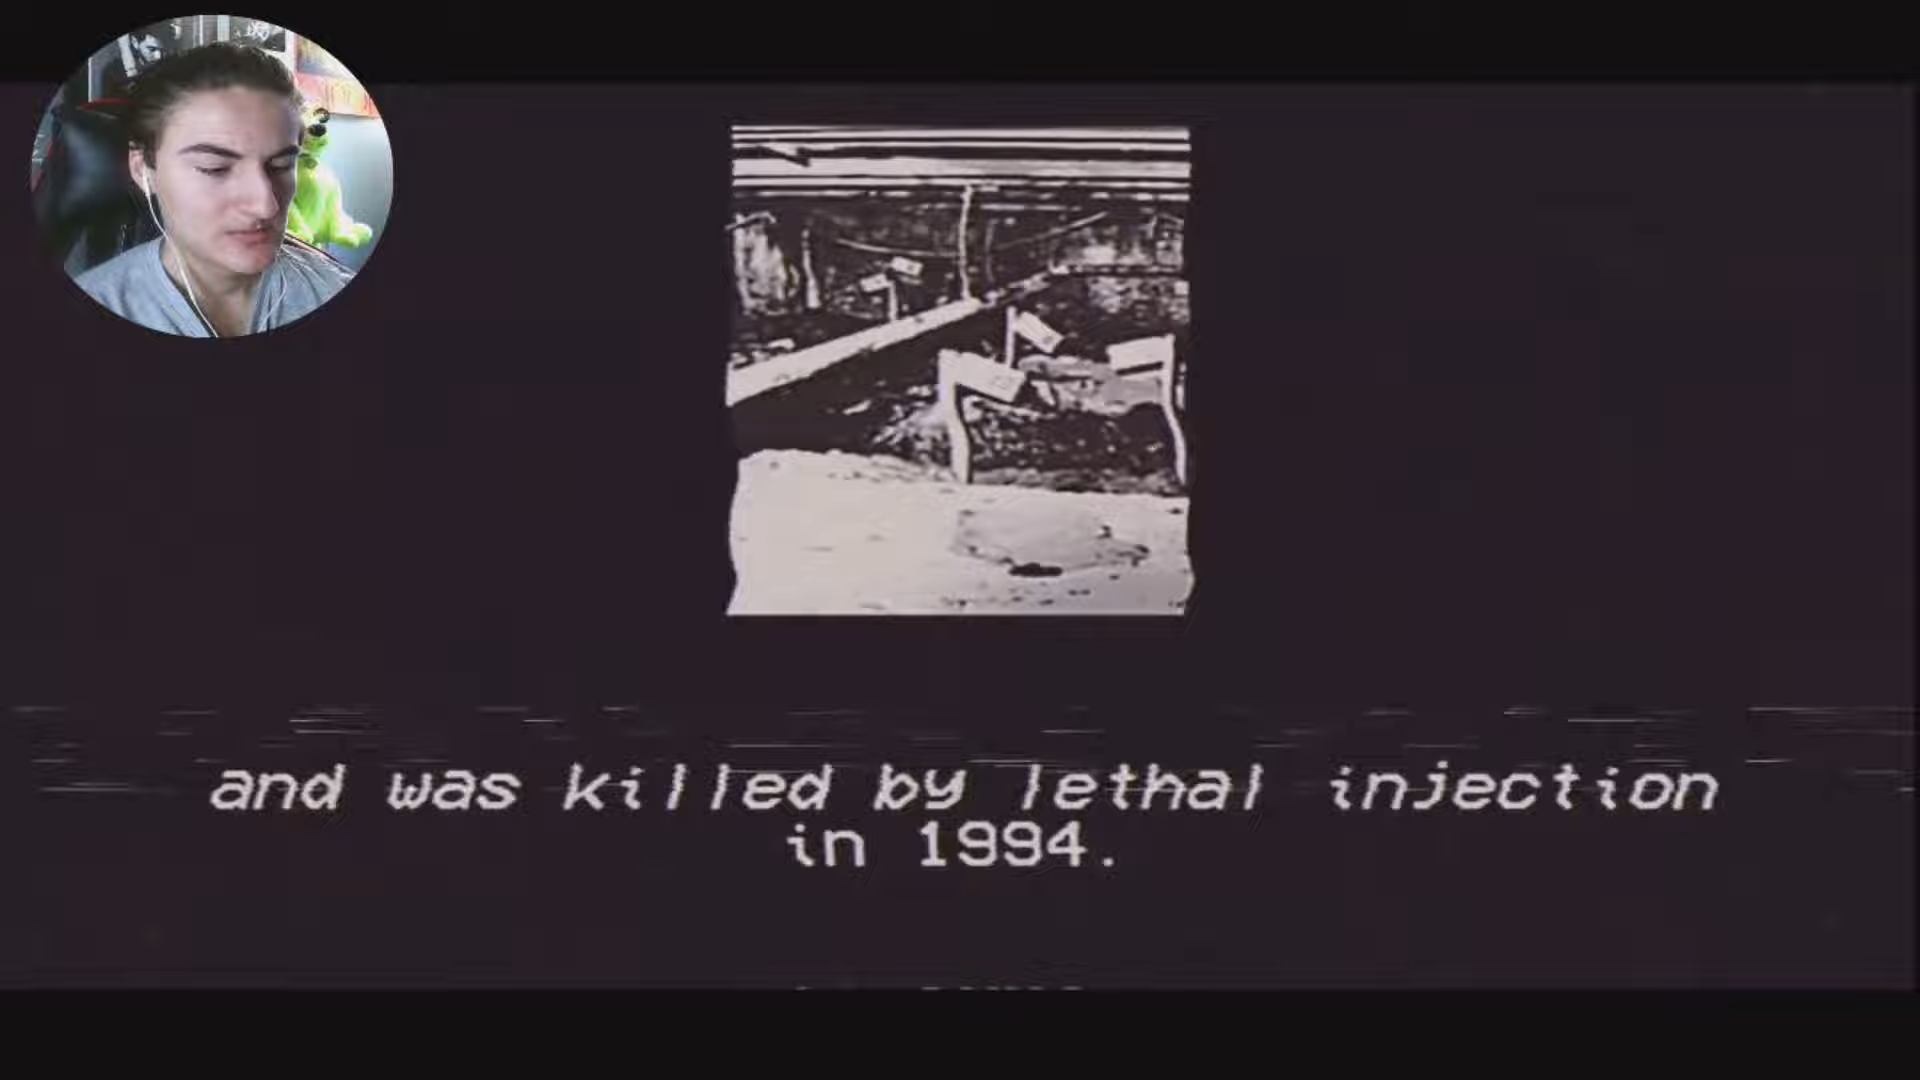 and was killed by lethal injection
in 1994.